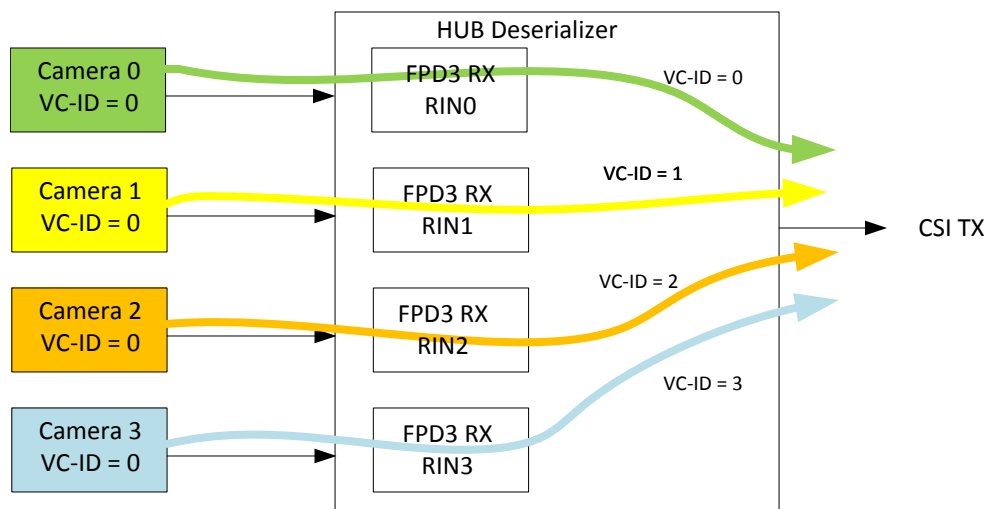 HUB Deserializer
Camera 0
VC-ID = 0
FPD3 RX
RIN0
VC-ID = 0
Camera 1
VC-ID = 0
FPD3 RX
RIN1
VC-ID = 1
CSI TX
Camera 2
VC-ID = 0
FPD3 RX
RIN2
VC-ID = 2
Camera 3
VC-ID = 0
FPD3 RX
RIN3
VC-ID = 3